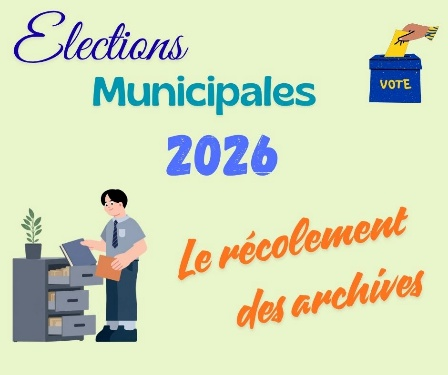 Elections
VOTE
Municipales
2026
Le récolement
des archives